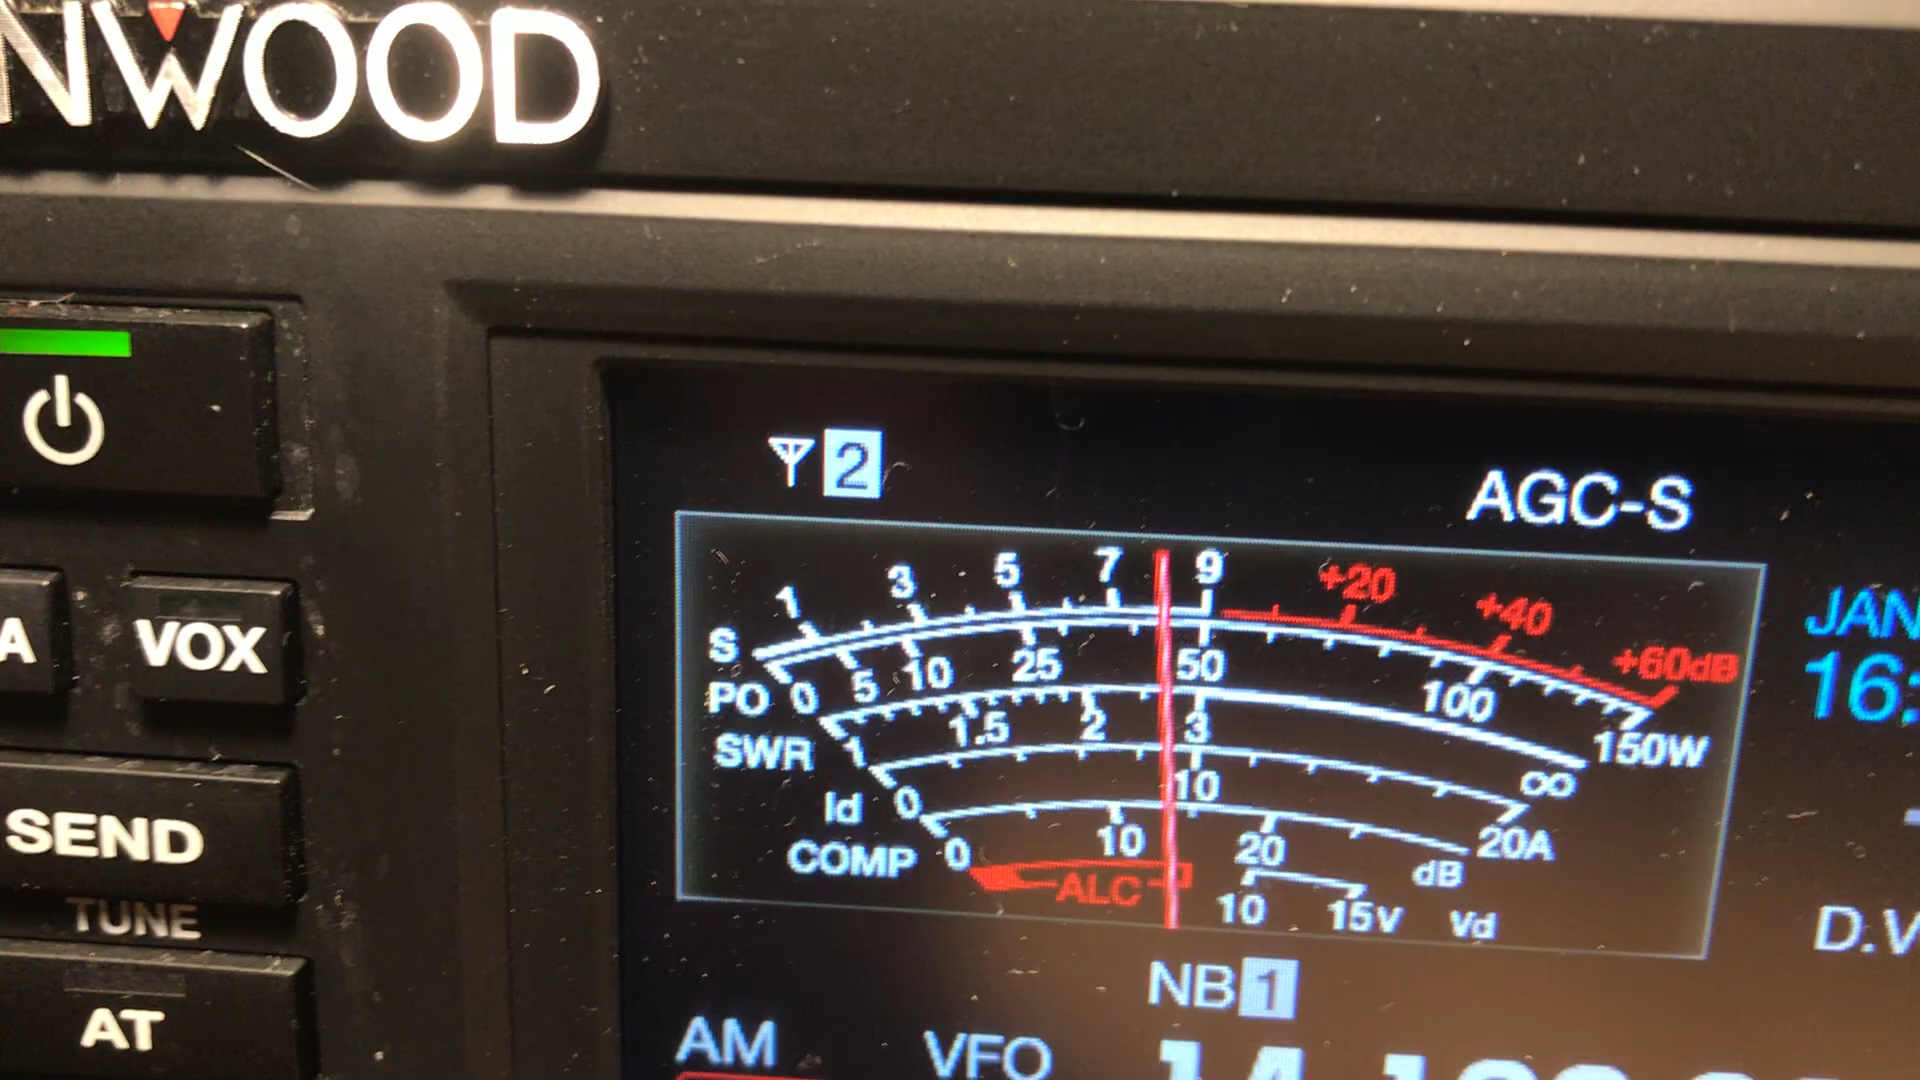 NWOOD
2
AGC-S
1 3 5 7 9 +20 +40 +60dB
S
PO 0 5 10 25 50 100 150W
SWR 1 1.5 2 3 ∞
Id 0 10 20A
COMP 0 10 20 dB
ALC
10 15V Vd
JAN
16:
D.V
A
VOX
SEND
TUNE
AT
NB 1
AM VFO